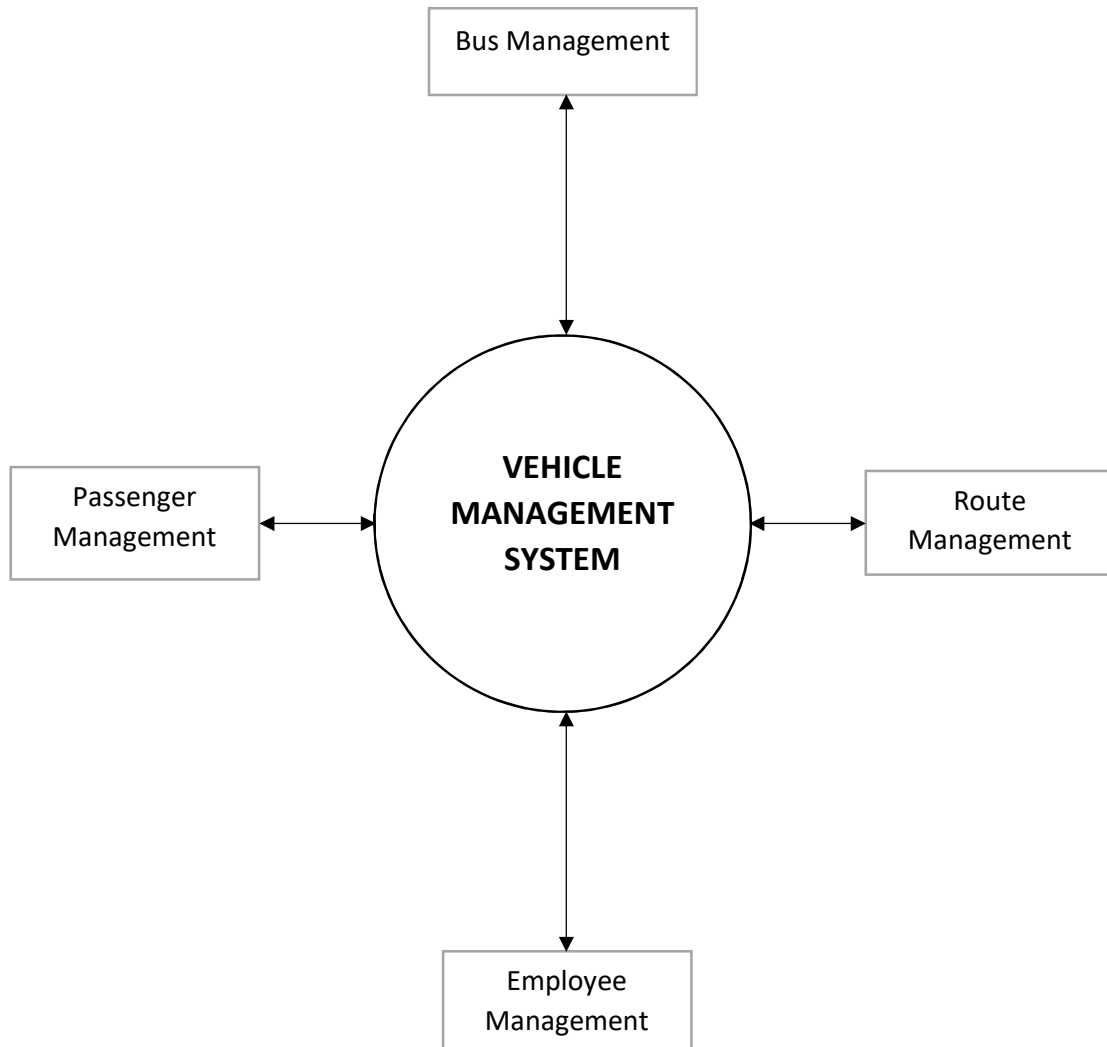 Bus Management
VEHICLE
MANAGEMENT
SYSTEM
Passenger
Management
Route
Management
Employee
Management